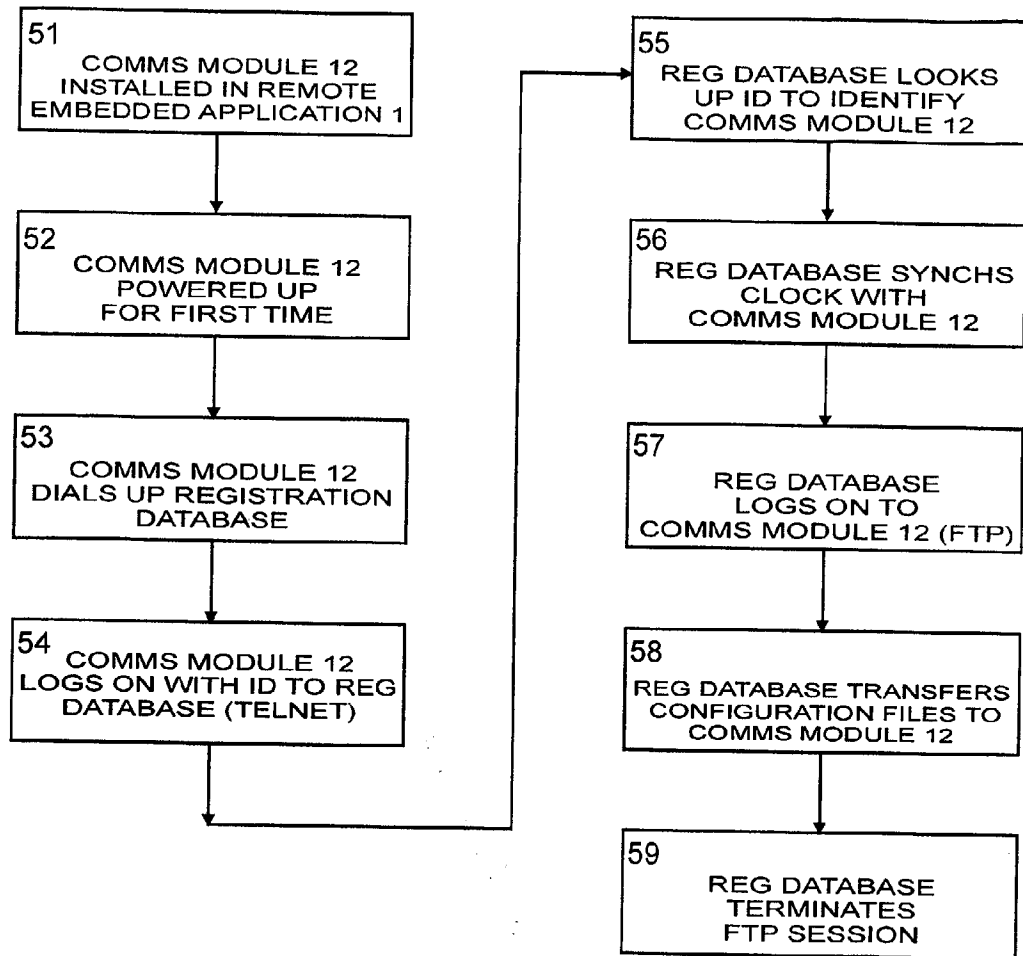 51
COMMS MODULE 12
INSTALLED IN REMOTE
EMBEDDED APPLICATION 1
52
COMMS MODULE 12
POWERED UP
FOR FIRST TIME
53
COMMS MODULE 12
DIALS UP REGISTRATION
DATABASE
54
COMMS MODULE 12
LOGS ON WITH ID TO REG
DATABASE (TELNET)
55
REG DATABASE LOOKS
UP ID TO IDENTIFY
COMMS MODULE 12
56
REG DATABASE SYNCHS
CLOCK WITH
COMMS MODULE 12
57
REG DATABASE
LOGS ON TO
COMMS MODULE 12 (FTP)
58
REG DATABASE TRANSFERS
CONFIGURATION FILES TO
COMMS MODULE 12
59
REG DATABASE
TERMINATES
FTP SESSION